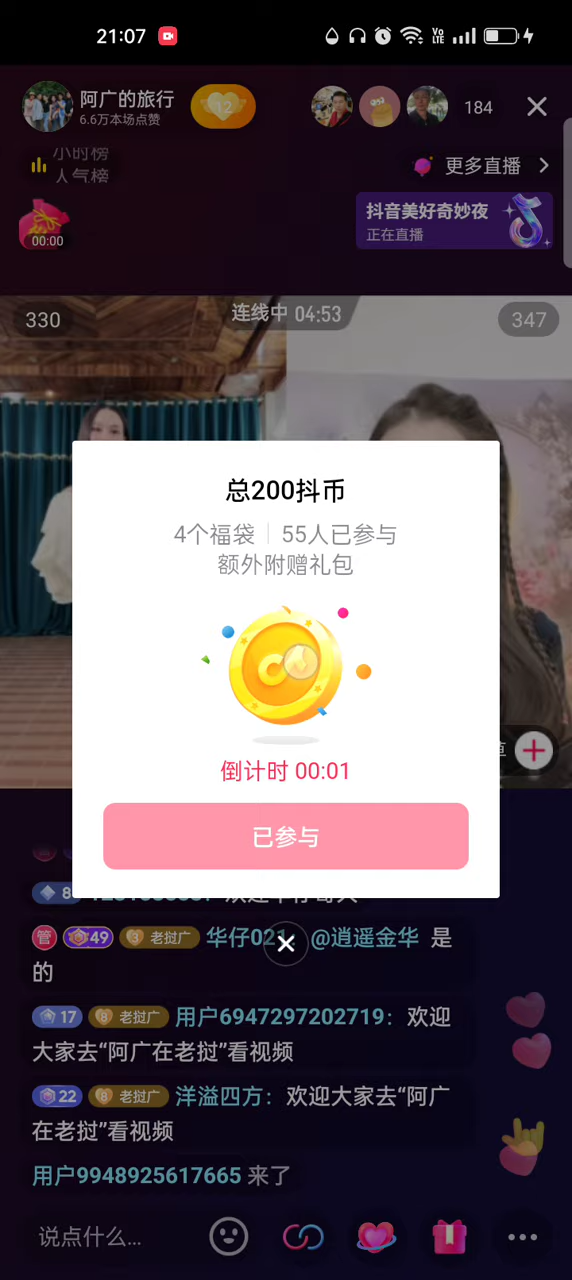 21:07
VoLTE
阿广的旅行
6.6万本场点赞
12
184
小时榜
人气榜
更多直播
00:00
抖音美好奇妙夜
正在直播
330
连线中 04:53
347
总200抖币
4个福袋 | 55人已参与
额外附赠礼包
倒计时 00:01
已参与
8
管 49 3 老挝广 华仔021 @逍遥金华 是
的
17 8 老挝广 用户6947297202719：欢迎
大家去“阿广在老挝”看视频
22 8 老挝广 洋溢四方：欢迎大家去“阿广
在老挝”看视频
用户9948925617665 来了
说点什么...